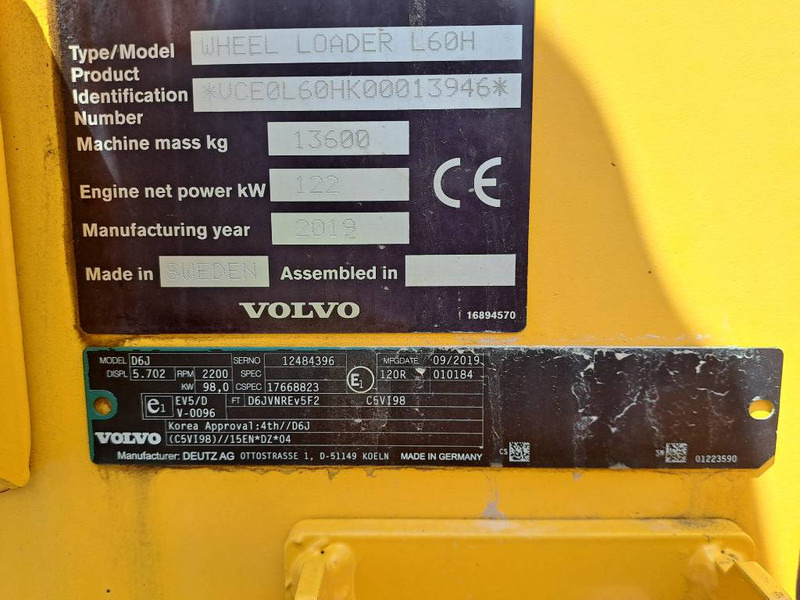 Type/Model WHEEL LOADER L60H
Product
Identification *VCE0L60HK00013946*
Number
Machine mass kg 13600
Engine net power kW 122
CE
Manufacturing year 2019
Made in SWEDEN Assembled in
VOLVO
16894570
MODEL D6J SERNO 12484396 MFGDATE 09/2019
DISPL 5.702 RPM 2200 SPEC E1 120R 010184
KW 98,0 CSPEC 17668823
e1 EV5/D FT D6JVNREv5F2 C5VI98
V-0096
Korea Approval:4th//D6J
VOLVO (C5VI98)//15EN*DZ*04
Manufacturer: DEUTZ AG OTTOSTRASSE 1, D-51149 KOELN MADE IN GERMANY
CS SN 01223590